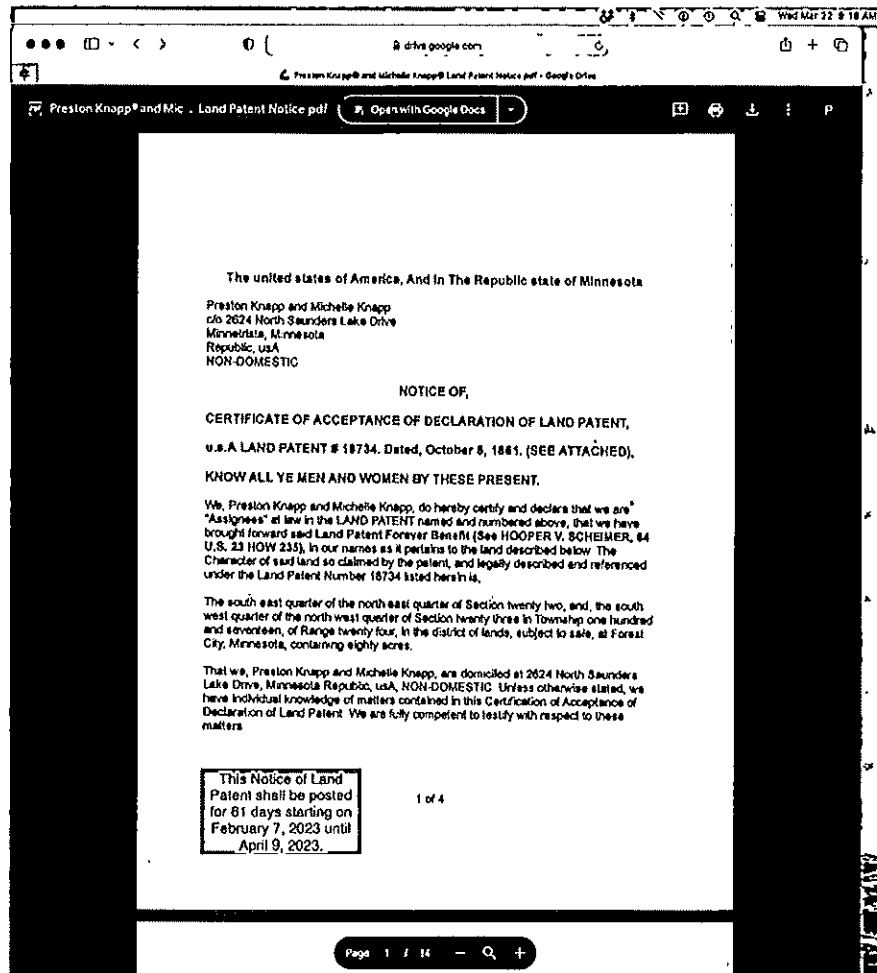 Wed Mar 22 9 18 AM
drive google com
Preston Knapp® and Michelle Knapp® Land Patent Notice pdf - Google Drive
Preston Knapp® and Mic . Land Patent Notice pdf
Open with Google Docs
P
The united states of America, And in The Republic state of Minnesota
Preston Knapp and Michelle Knapp
c/o 2624 North Saunders Lake Drive
Minnetrista, Minnesota
Republic, usA
NON-DOMESTIC
NOTICE OF,
CERTIFICATE OF ACCEPTANCE OF DECLARATION OF LAND PATENT,
u.s.A LAND PATENT # 18734. Dated, October 5, 1861. (SEE ATTACHED),
KNOW ALL YE MEN AND WOMEN BY THESE PRESENT.
We, Preston Knapp and Michelle Knapp, do hereby certify and declare that we are
"Assignees" at law in the LAND PATENT named and numbered above, that we have
brought forward said Land Patent Forever Benefit (See HOOPER V. SCHEIMER, 64
U.S. 23 HOW 235), in our names as it pertains to the land described below The
Character of said land so claimed by the patent, and legally described and referenced
under the Land Patent Number 18734 listed herein is,
The south east quarter of the north east quarter of Section twenty two, and, the south
west quarter of the north west quarter of Section twenty three in Township one hundred
and seventeen, of Range twenty four, in the district of lands, subject to sale, at Forest
City, Minnesota, containing eighty acres.
That we, Preston Knapp and Michelle Knapp, are domiciled at 2624 North Saunders
Lake Drive, Minnesota Republic, usA, NON-DOMESTIC Unless otherwise stated, we
have individual knowledge of matters contained in this Certification of Acceptance of
Declaration of Land Patent We are fully competent to testify with respect to these
matters
This Notice of Land
Patent shall be posted
for 61 days starting on
February 7, 2023 until
April 9, 2023.
1 of 4
Page 1 / 14